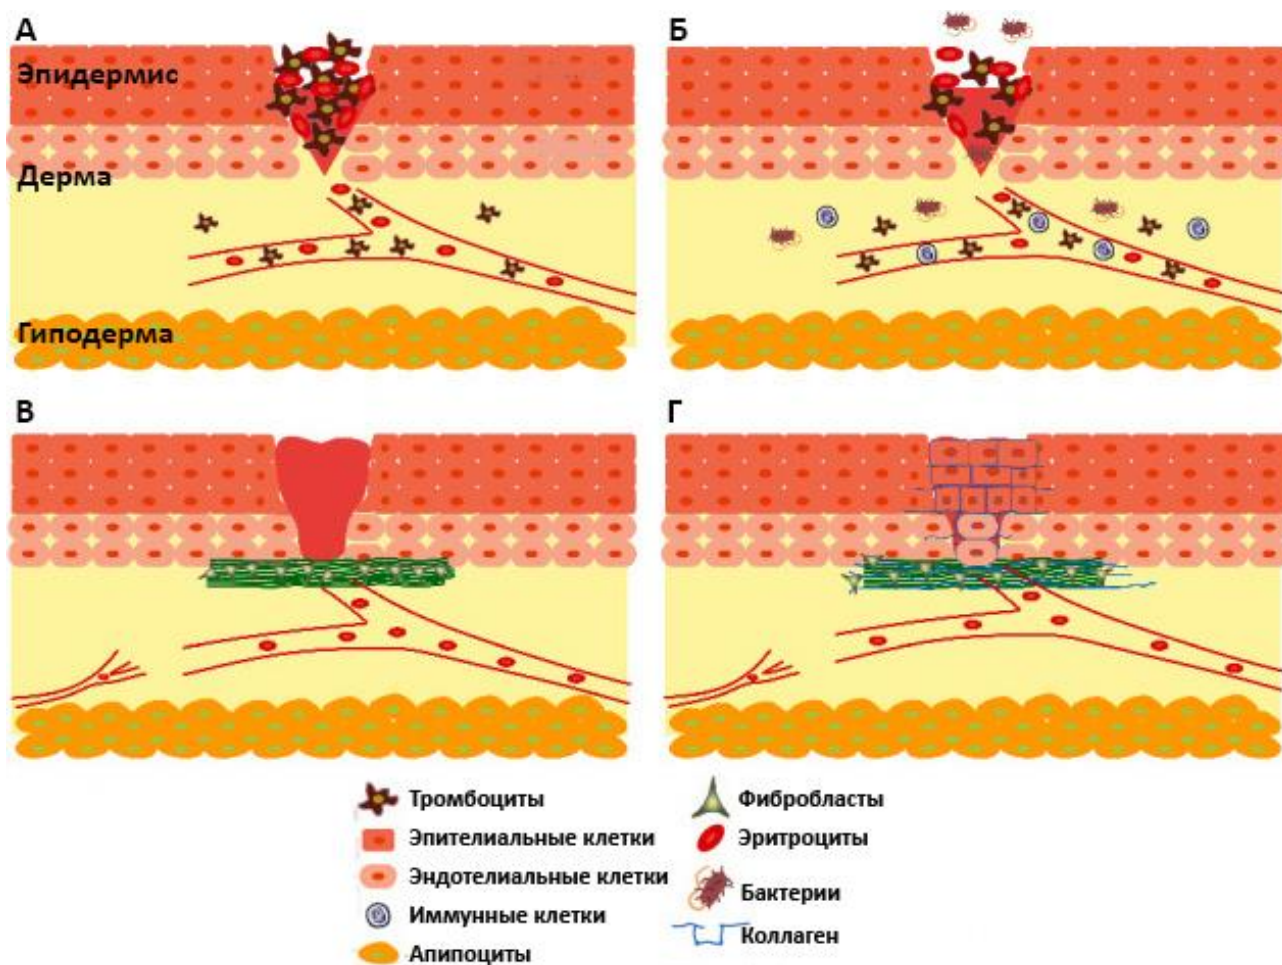 А
Б
Эпидермис
Дерма
Гиподерма
В
Г
Тромбоциты
Фибробласты
Эпителиальные клетки
Эритроциты
Эндотелиальные клетки
Бактерии
Иммунные клетки
Коллаген
Апипоциты